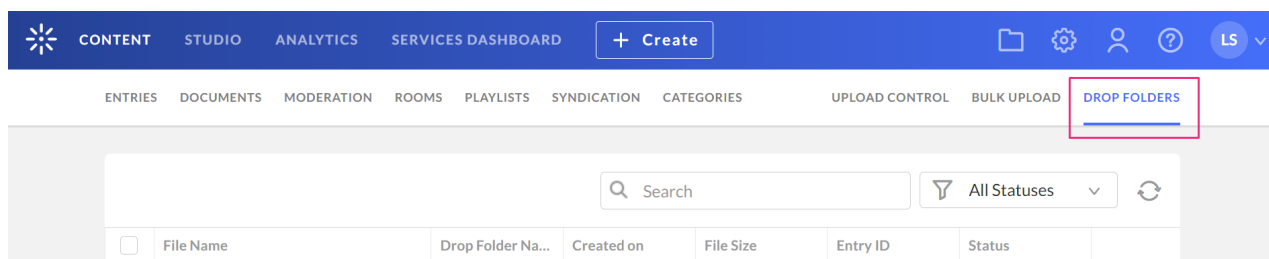 CONTENT STUDIO ANALYTICS SERVICES DASHBOARD + Create LS
ENTRIES DOCUMENTS MODERATION ROOMS PLAYLISTS SYNDICATION CATEGORIES UPLOAD CONTROL BULK UPLOAD DROP FOLDERS
Search All Statuses
File Name Drop Folder Na... Created on File Size Entry ID Status